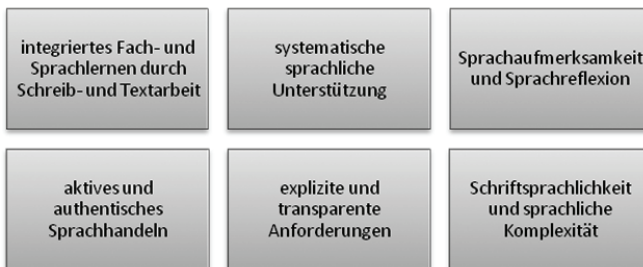 integriertes Fach- und
Sprachlernen durch
Schreib- und Textarbeit
systematische
sprachliche
Unterstützung
Sprachaufmerksamkeit
und Sprachreflexion
aktives und
authentisches
Sprachhandeln
explizite und
transparente
Anforderungen
Schriftsprachlichkeit
und sprachliche
Komplexität